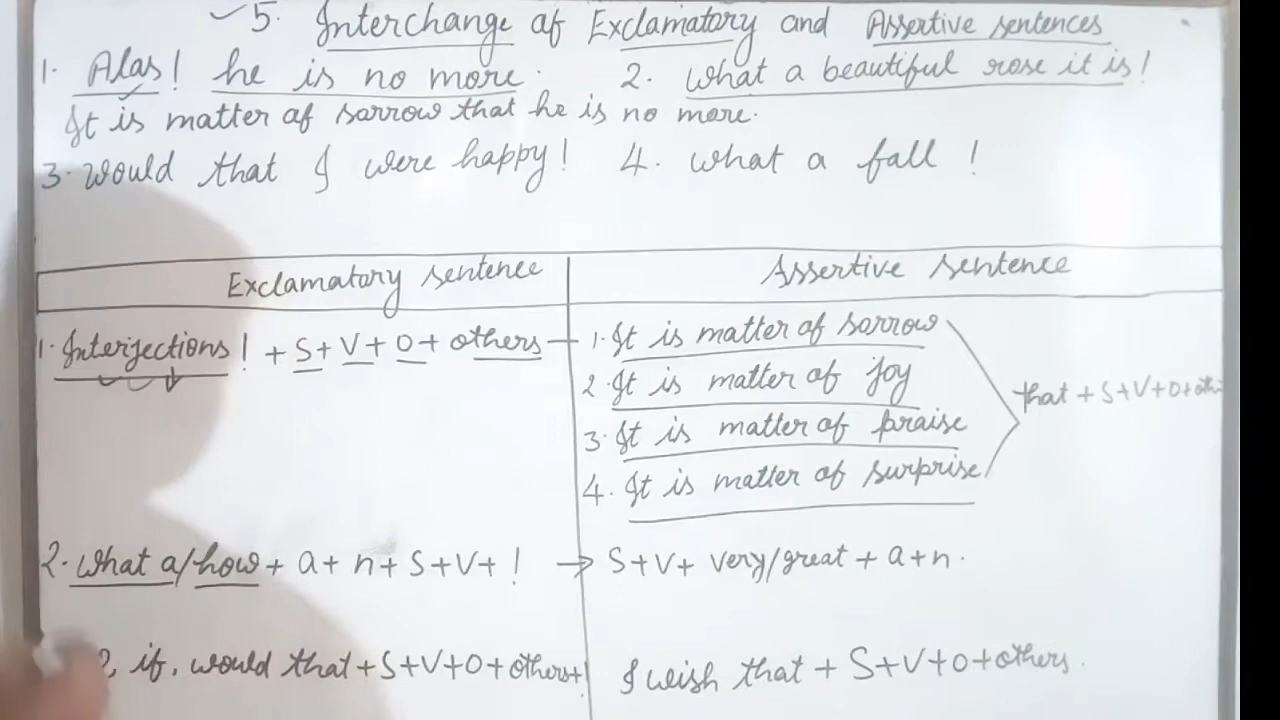 5. Interchange of Exclamatory and Assertive sentences
1. Alas! he is no more. 2. What a beautiful rose it is!
It is matter of sorrow that he is no more.
3. Would that I were happy! 4. What a fall!
Exclamatory sentence Assertive sentence
1. Interjections! + S + V + O + others → 1. It is matter of sorrow
2. It is matter of joy
that + S + V + O +
3. It is matter of praise
4. It is matter of surprise
2. What a/how + a + n + S + V + ! → S + V + very/great + a + n.
if, would that + S + V + O + others + ! I wish that + S + V + O + others.